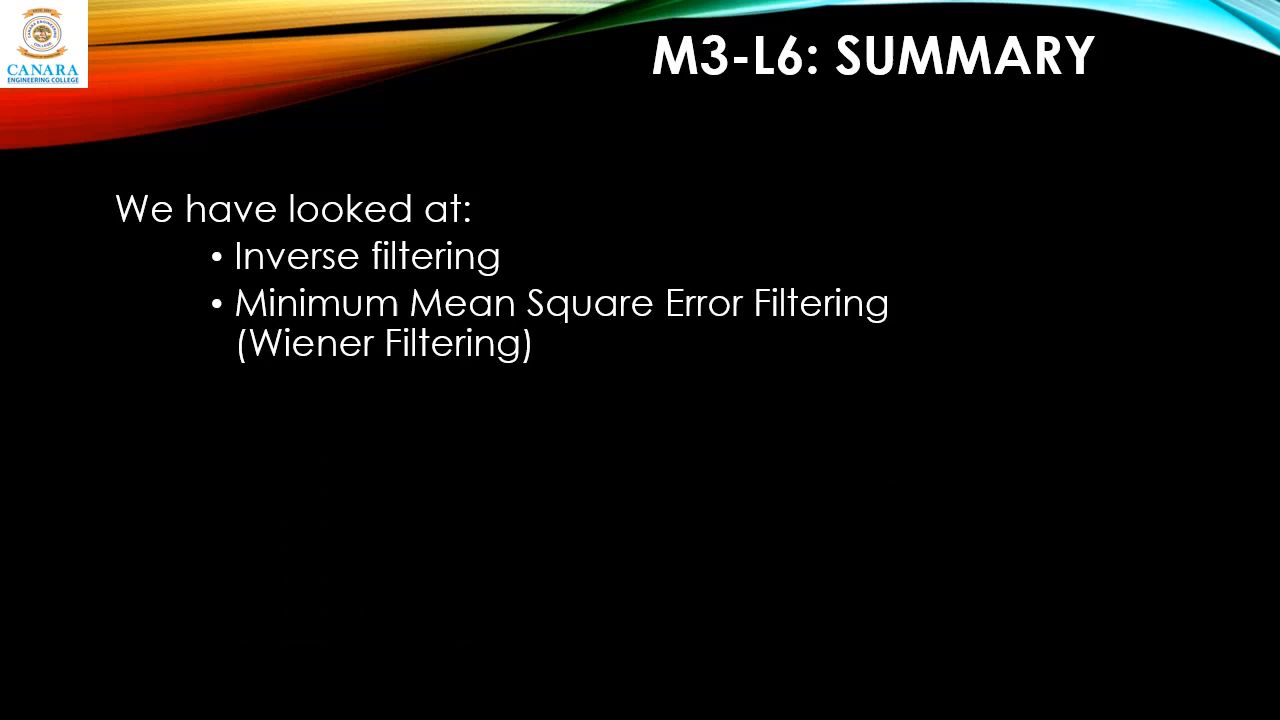 CANARA
ENGINEERING COLLEGE
M3-L6: SUMMARY
We have looked at:
• Inverse filtering
• Minimum Mean Square Error Filtering
(Wiener Filtering)